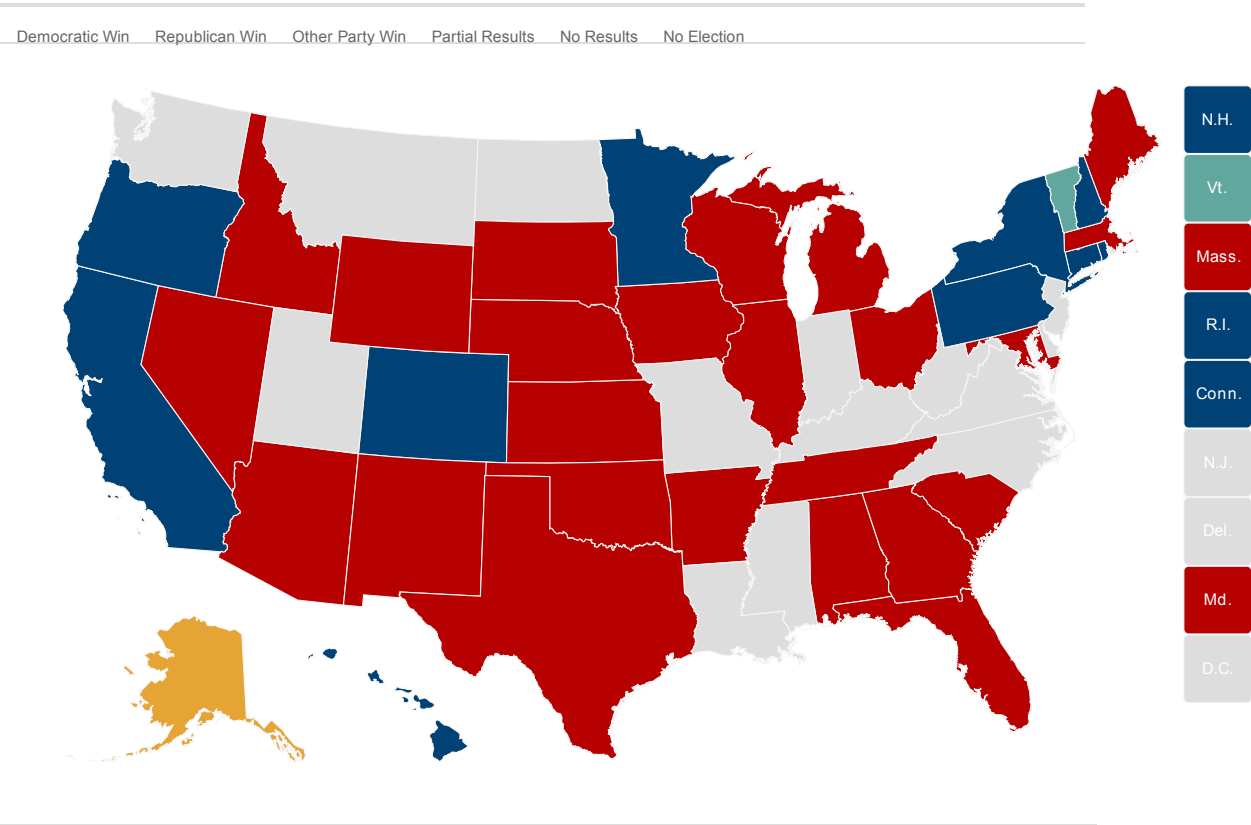 Democratic Win Republican Win Other Party Win Partial Results No Results No Election
N.H.
Vt.
Mass.
R.I.
Conn.
N.J.
Del.
Md.
D.C.